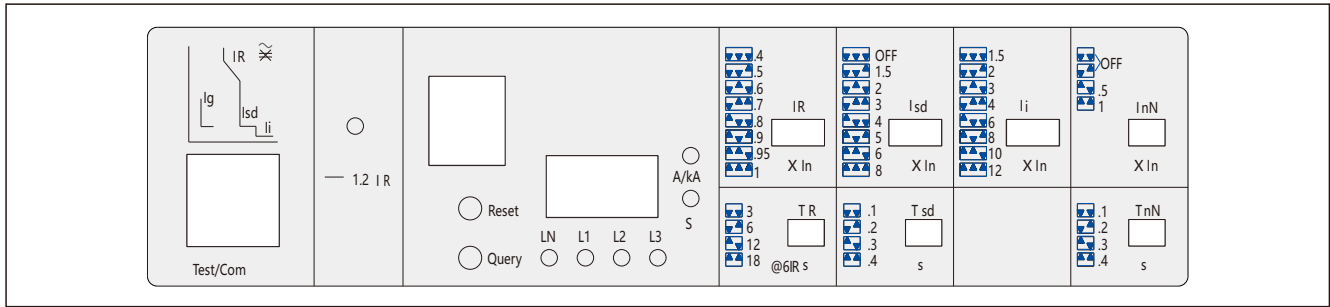 IR
Ig
Isd
Ii
Test/Com
1.2 IR
Reset
Query
LN L1 L2 L3
A/kA
S
.4
.5
.6
.7
.8
.9
.95
1
IR
X In
OFF
1.5
2
3
4
5
6
8
Isd
X In
1.5
2
3
4
6
8
10
12
Ii
X In
OFF
.5
1
InN
X In
3
6
12
18
TR
@6IR s
.1
.2
.3
.4
Tsd
s
.1
.2
.3
.4
TnN
s